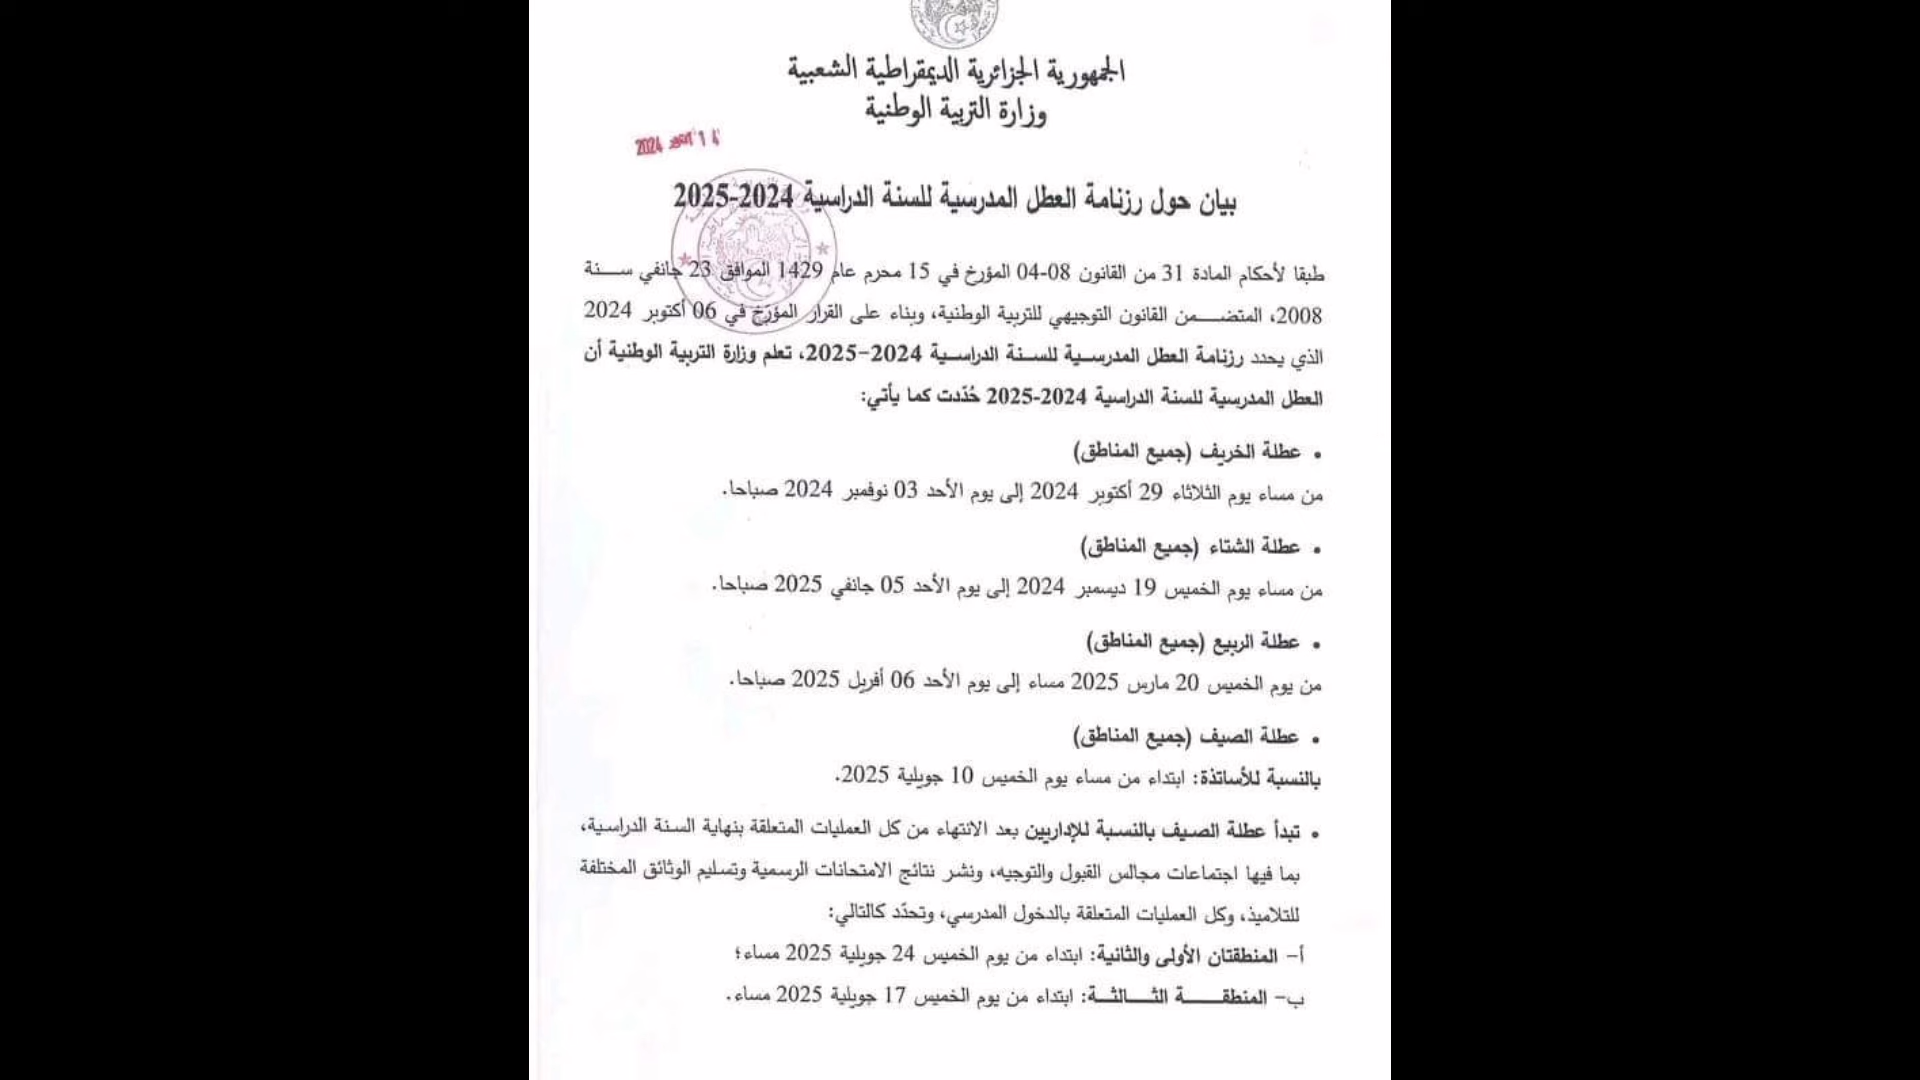 الجمهورية الجزائرية الديمقراطية الشعبية
وزارة التربية الوطنية
14 أكتوبر 2024
بيان حول رزنامة العطل المدرسية للسنة الدراسية 2024-2025
طبقا لأحكام المادة 31 من القانون 08-04 المؤرخ في 15 محرم عام 1429 الموافق 23 جانفي سنة
2008، المتضمن القانون التوجيهي للتربية الوطنية، وبناء على القرار المؤرّخ في 06 أكتوبر 2024
الذي يحدد رزنامة العطل المدرسية للسنة الدراسية 2024-2025، تعلم وزارة التربية الوطنية أن
العطل المدرسية للسنة الدراسية 2024-2025 حُدّدت كما يأتي:
• عطلة الخريف (جميع المناطق)
من مساء يوم الثلاثاء 29 أكتوبر 2024 إلى يوم الأحد 03 نوفمبر 2024 صباحا.
• عطلة الشتاء (جميع المناطق)
من مساء يوم الخميس 19 ديسمبر 2024 إلى يوم الأحد 05 جانفي 2025 صباحا.
• عطلة الربيع (جميع المناطق)
من يوم الخميس 20 مارس 2025 مساء إلى يوم الأحد 06 أفريل 2025 صباحا.
• عطلة الصيف (جميع المناطق)
بالنسبة للأساتذة: ابتداء من مساء يوم الخميس 10 جويلية 2025.
• تبدأ عطلة الصيف بالنسبة للإداريين بعد الانتهاء من كل العمليات المتعلقة بنهاية السنة الدراسية،
بما فيها اجتماعات مجالس القبول والتوجيه، ونشر نتائج الامتحانات الرسمية وتسليم الوثائق المختلفة
للتلاميذ، وكل العمليات المتعلقة بالدخول المدرسي، وتحدّد كالتالي:
أ- المنطقتان الأولى والثانية: ابتداء من يوم الخميس 24 جويلية 2025 مساء؛
ب- المنطقة الثالثة: ابتداء من يوم الخميس 17 جويلية 2025 مساء.